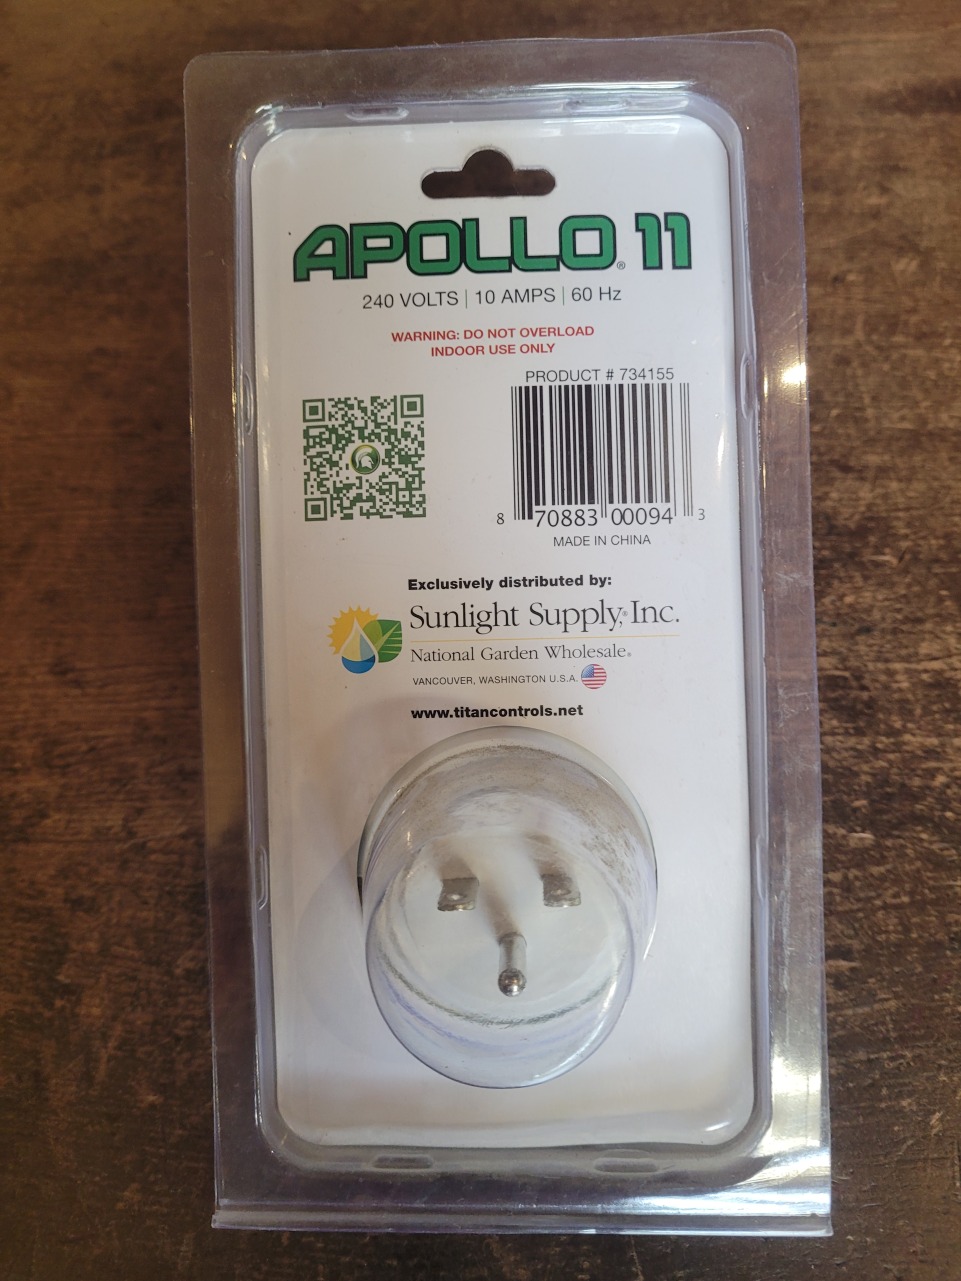 APOLLO® 11
240 VOLTS | 10 AMPS | 60 Hz
WARNING: DO NOT OVERLOAD
INDOOR USE ONLY
PRODUCT # 734155
8 70883 00094 3
MADE IN CHINA
Exclusively distributed by:
Sunlight Supply,® Inc.
National Garden Wholesale®
VANCOUVER, WASHINGTON U.S.A.
www.titancontrols.net